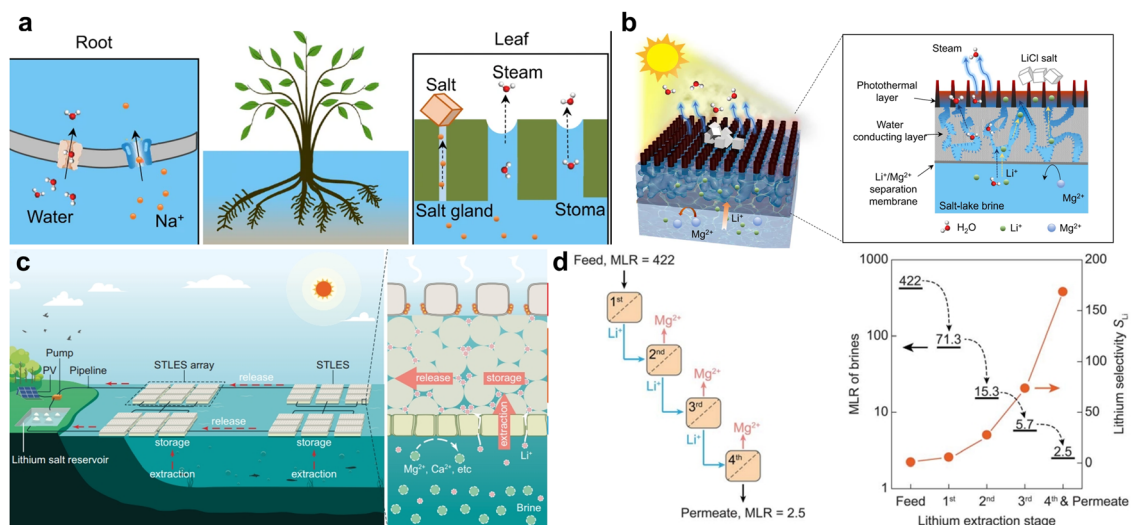 a
Root
Water
Na⁺
Leaf
Salt
Steam
Salt gland
Stoma
b
Mg²⁺
Li⁺
Steam
LiCl salt
Photothermal
layer
Water
conducting layer
Li⁺/Mg²⁺
separation
membrane
Li⁺
Mg²⁺
Salt-lake brine
H₂O
Li⁺
Mg²⁺
c
Pump
PV
Pipeline
STLES array
STLES
release
release
storage
storage
Lithium salt reservoir
extraction
extraction
release
storage
extraction
Mg²⁺, Ca²⁺, etc
Li⁺
Brine
d
Feed, MLR = 422
1st
Li⁺
Mg²⁺
2nd
Li⁺
Mg²⁺
3rd
Li⁺
Mg²⁺
4th
Permeate, MLR = 2.5
MLR of brines
1000
100
10
1
422
71.3
15.3
5.7
2.5
200
150
100
50
0
Lithium selectivity S_Li
Feed
1st
2nd
3rd
4th & Permeate
Lithium extraction stage